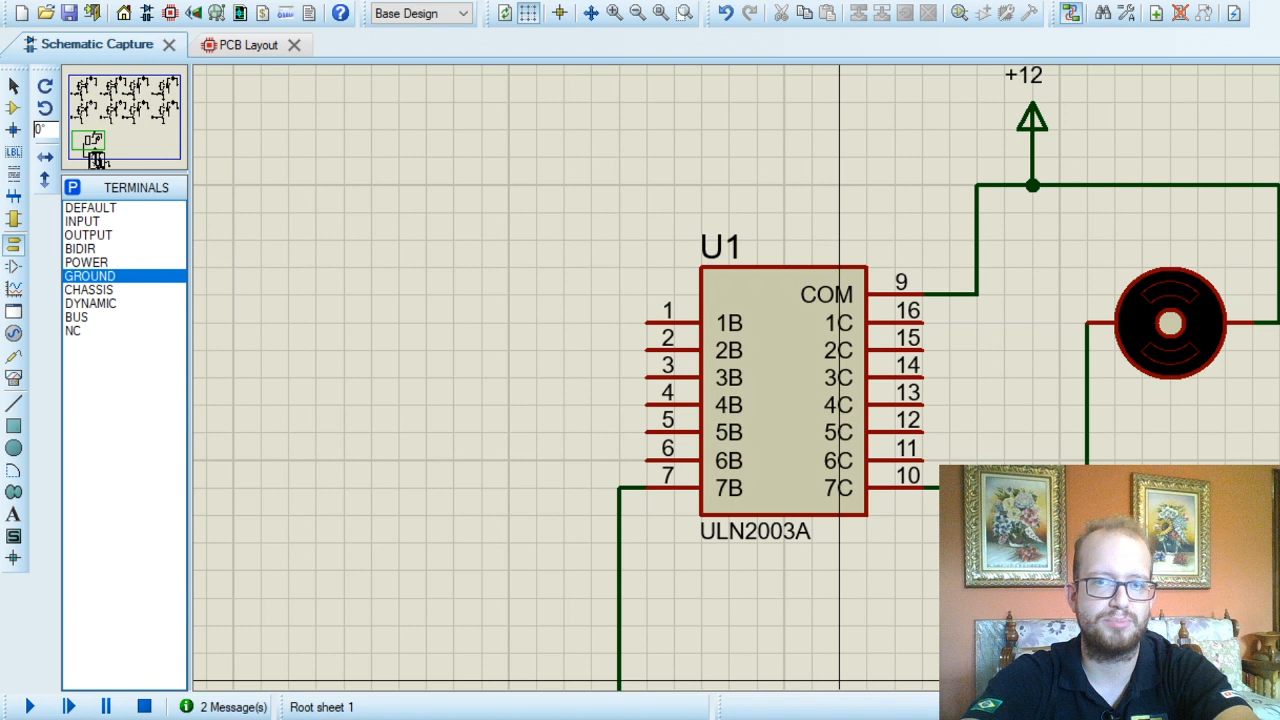 Base Design
Schematic Capture
PCB Layout
+12
0°
LBL
P TERMINALS
DEFAULT
INPUT
OUTPUT
BIDIR
POWER
GROUND
CHASSIS
DYNAMIC
BUS
NC
A
S
U1
COM 9
1 1B 1C 16
2 2B 2C 15
3 3B 3C 14
4 4B 4C 13
5 5B 5C 12
6 6B 6C 11
7 7B 7C 10
ULN2003A
2 Message(s)
Root sheet 1